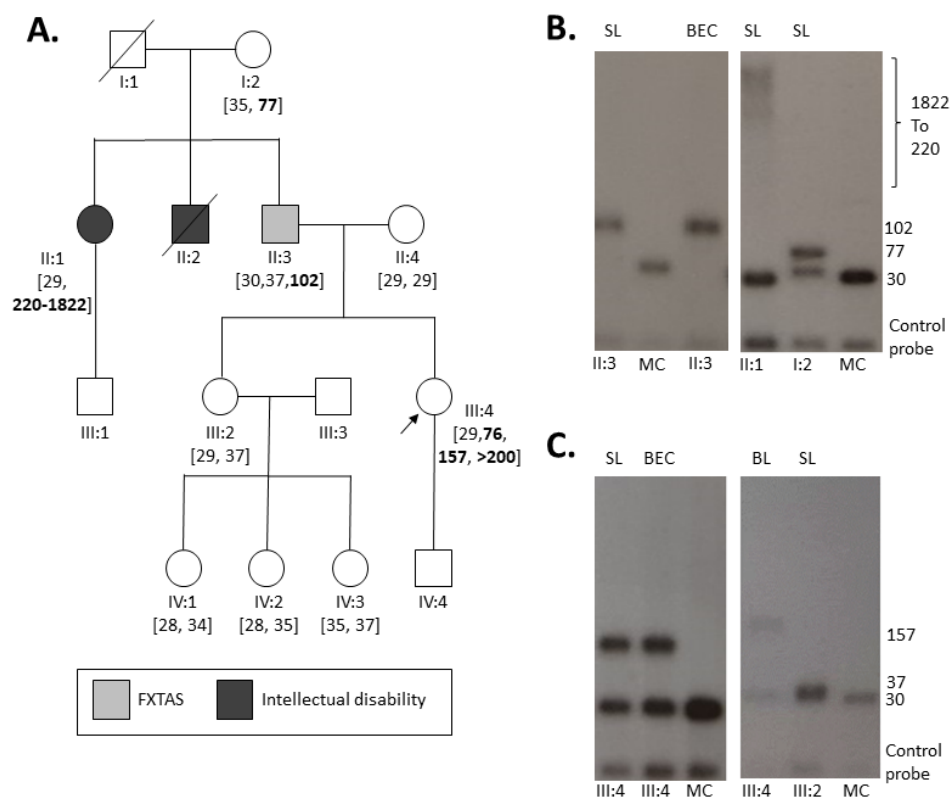 A.
I:1
I:2
[35, 77]
II:1
[29,
220-1822]
II:2
II:3
[30,37,102]
II:4
[29, 29]
III:1
III:2
[29, 37]
III:3
III:4
[29,76,
157, >200]
IV:1
[28, 34]
IV:2
[28, 35]
IV:3
[35, 37]
IV:4
FXTAS
Intellectual disability
B.
SL BEC SL SL
1822
To
220
102
77
30
Control
probe
II:3 MC II:3 II:1 I:2 MC
C.
SL BEC BL SL
157
37
30
Control
probe
III:4 III:4 MC III:4 III:2 MC